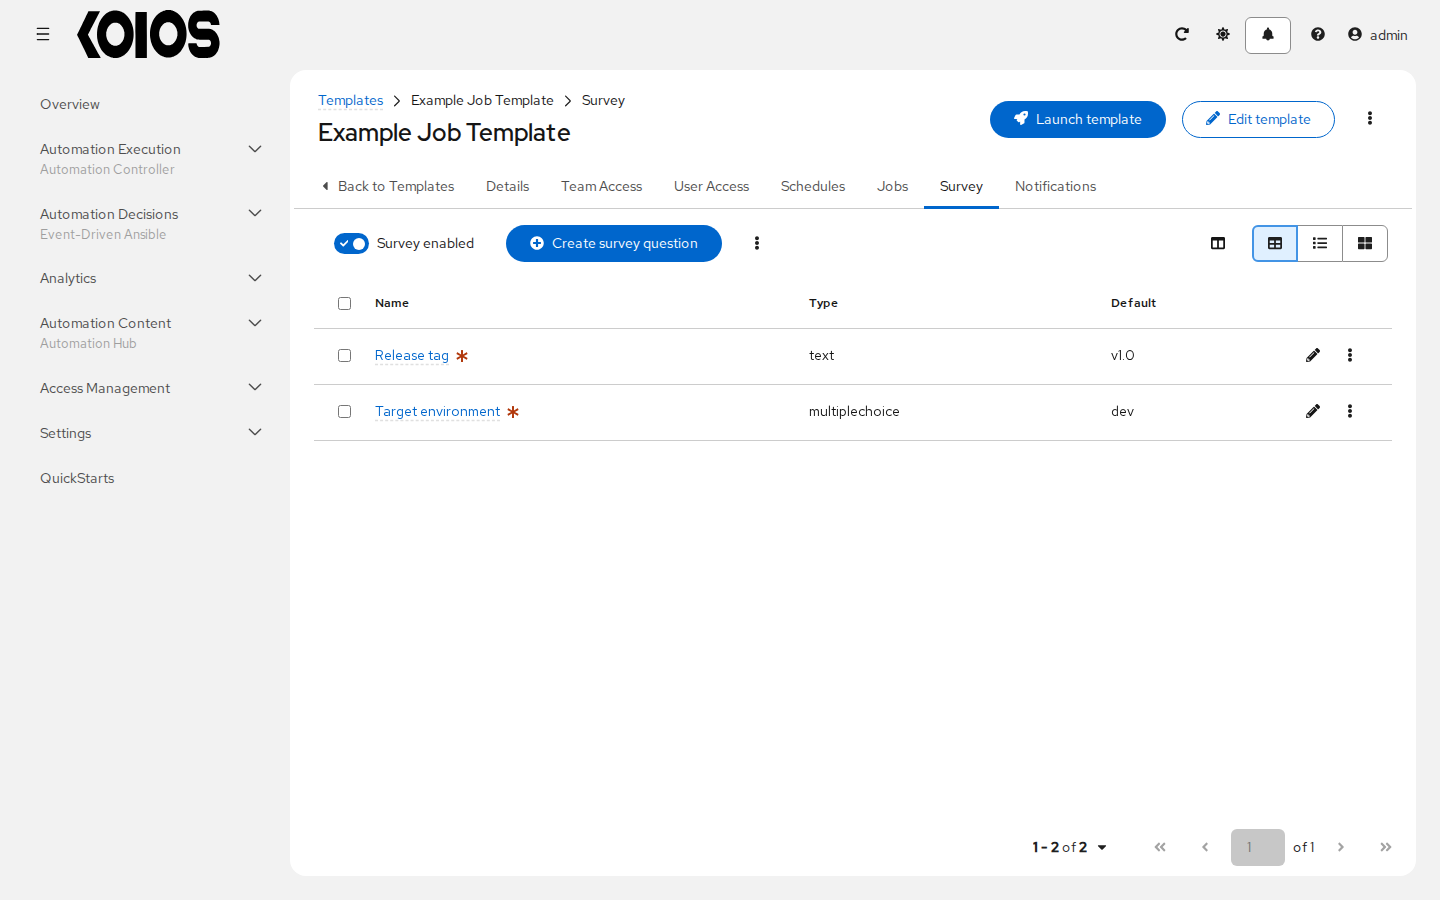 KOIOS
admin
Overview
Automation Execution
Automation Controller
Automation Decisions
Event-Driven Ansible
Analytics
Automation Content
Automation Hub
Access Management
Settings
QuickStarts
Templates > Example Job Template > Survey
Example Job Template
Launch template
Edit template
Back to Templates Details Team Access User Access Schedules Jobs Survey Notifications
Survey enabled
Create survey question
Name Type Default
Release tag * text v1.0
Target environment * multiplechoice dev
1 - 2 of 2
1 of 1